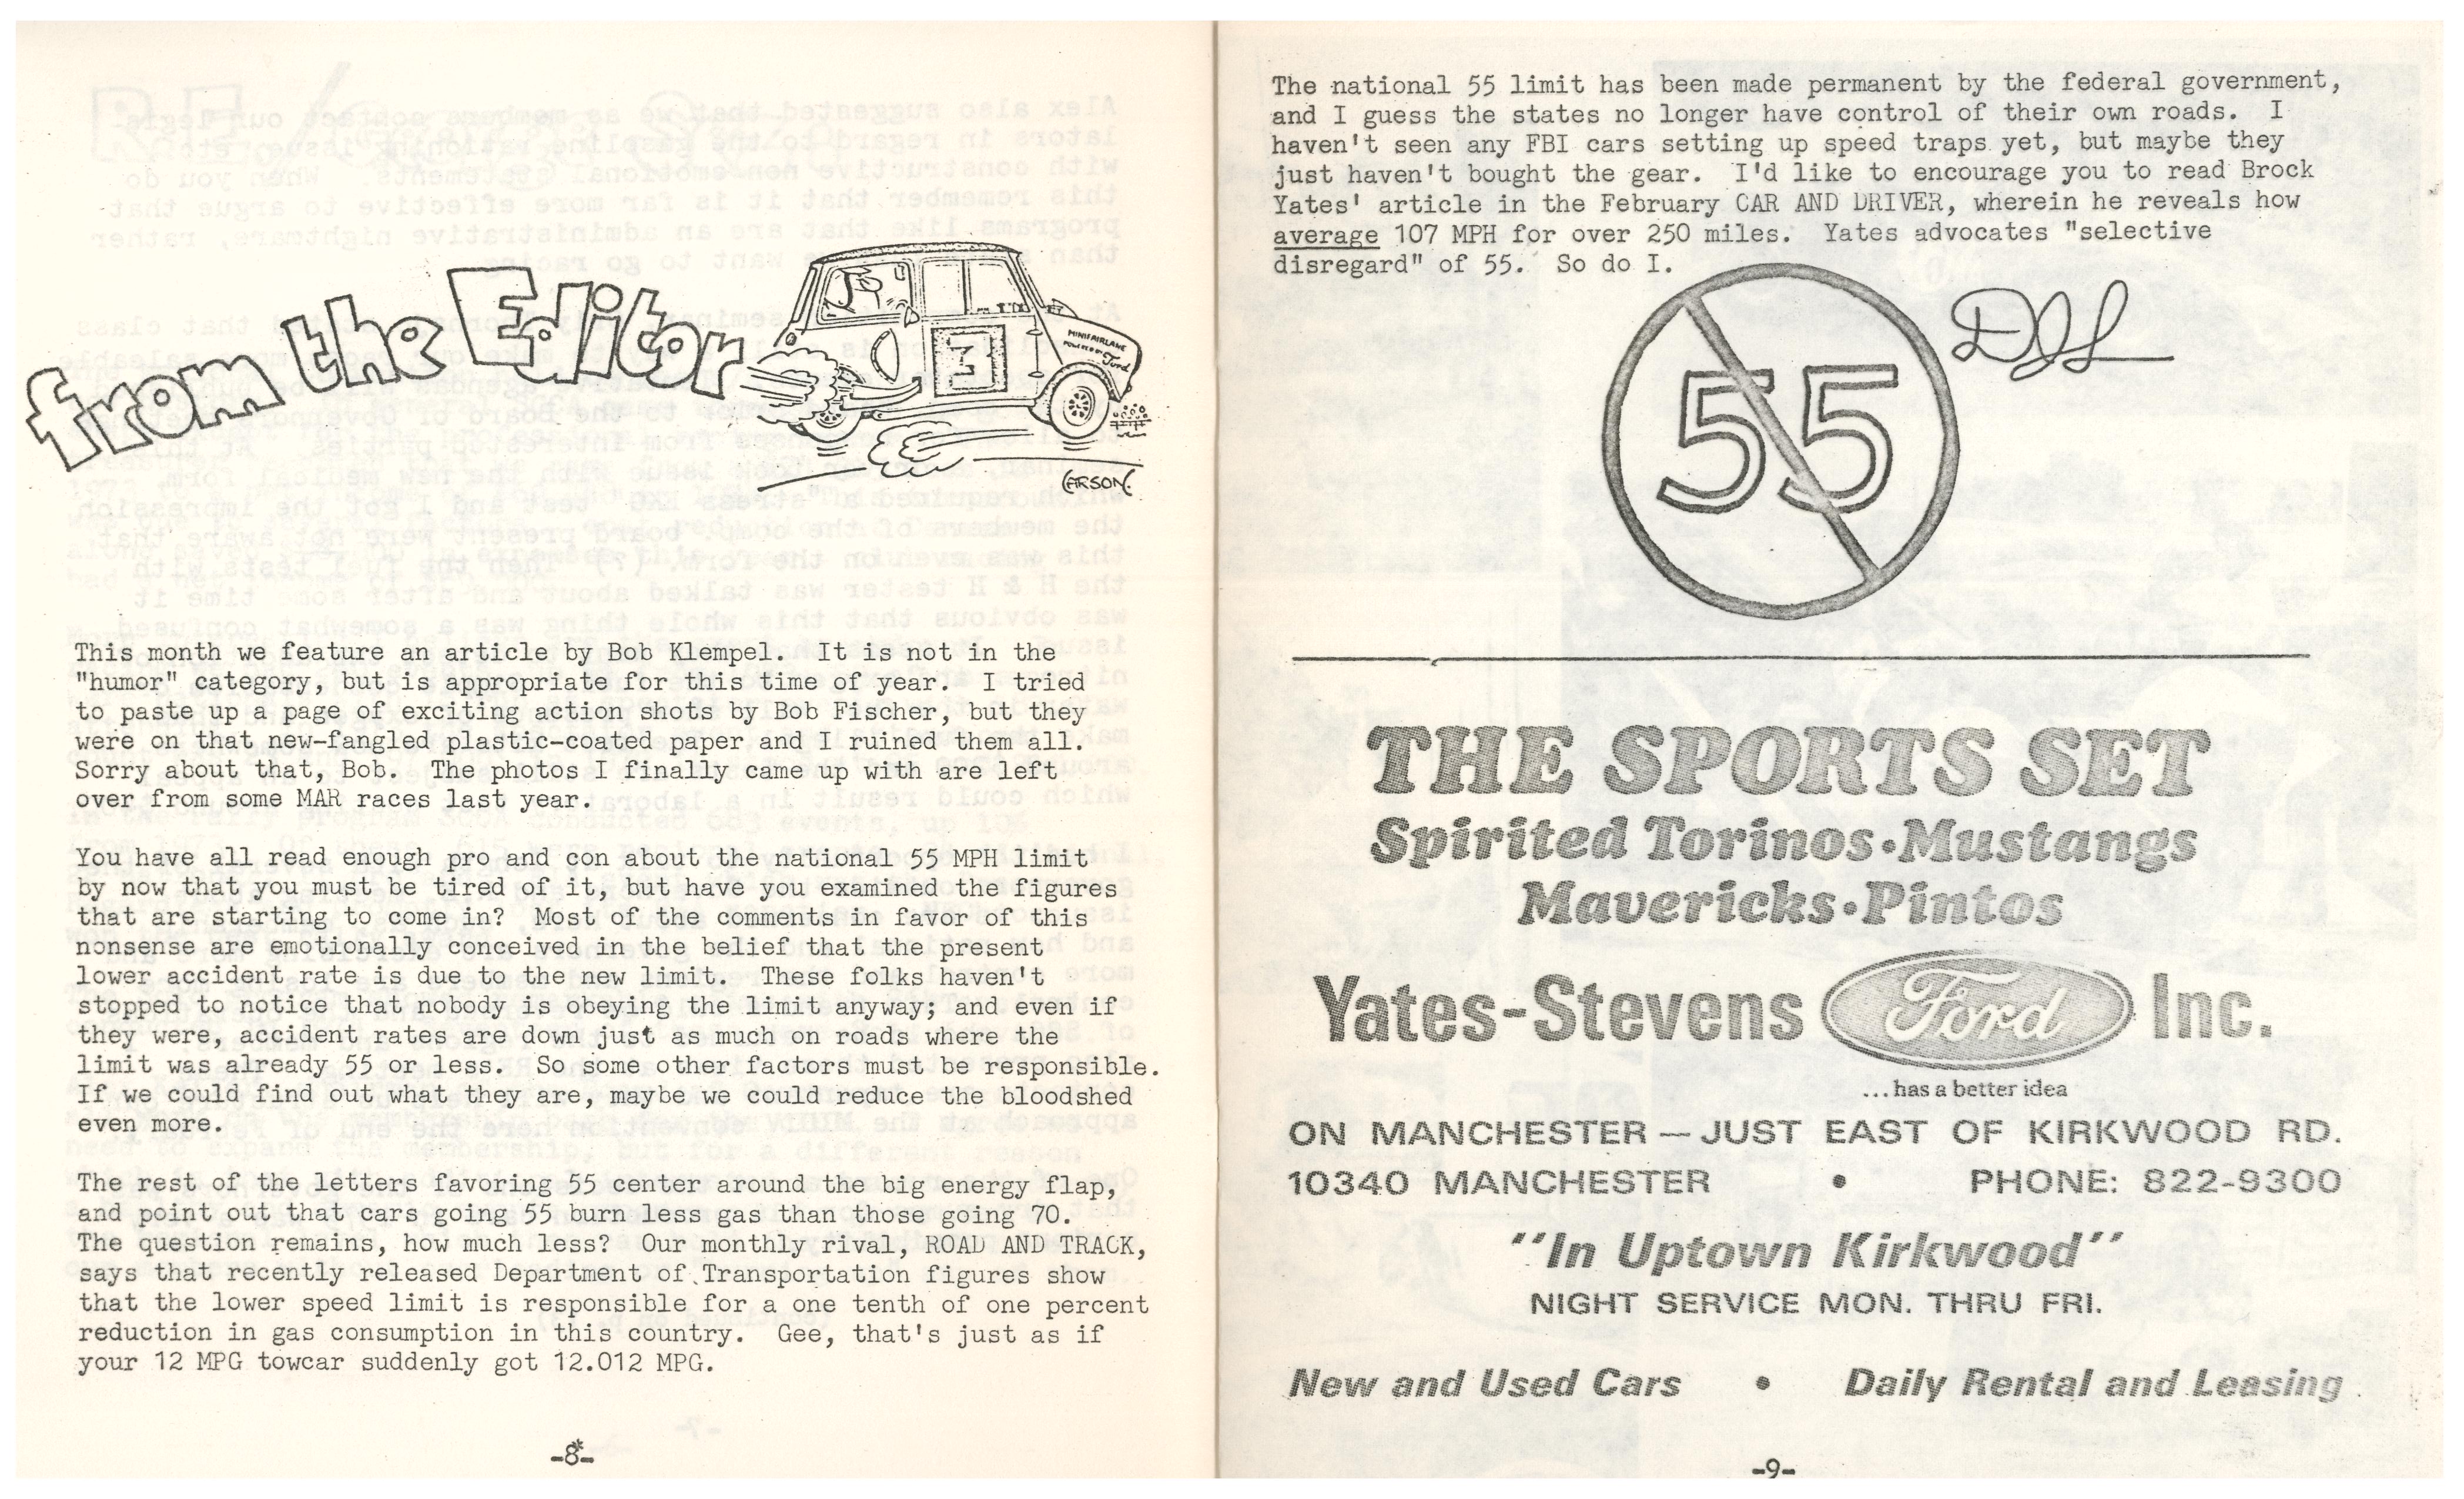 from the Editor
3
MINIFAIRLANE
POWERED BY
Ford
CARSON
This month we feature an article by Bob Klempel.  It is not in the
"humor" category, but is appropriate for this time of year.  I tried
to paste up a page of exciting action shots by Bob Fischer, but they
were on that new-fangled plastic-coated paper and I ruined them all.
Sorry about that, Bob.  The photos I finally came up with are left
over from some MAR races last year.
You have all read enough pro and con about the national 55 MPH limit
by now that you must be tired of it, but have you examined the figures
that are starting to come in?  Most of the comments in favor of this
nonsense are emotionally conceived in the belief that the present
lower accident rate is due to the new limit.  These folks haven't
stopped to notice that nobody is obeying the limit anyway; and even if
they were, accident rates are down just as much on roads where the
limit was already 55 or less.  So some other factors must be responsible.
If we could find out what they are, maybe we could reduce the bloodshed
even more.
The rest of the letters favoring 55 center around the big energy flap,
and point out that cars going 55 burn less gas than those going 70.
The question remains, how much less?  Our monthly rival, ROAD AND TRACK,
says that recently released Department of Transportation figures show
that the lower speed limit is responsible for a one tenth of one percent
reduction in gas consumption in this country.  Gee, that's just as if
your 12 MPG towcar suddenly got 12.012 MPG.
-8-
The national 55 limit has been made permanent by the federal government,
and I guess the states no longer have control of their own roads.  I
haven't seen any FBI cars setting up speed traps yet, but maybe they
just haven't bought the gear.  I'd like to encourage you to read Brock
Yates' article in the February CAR AND DRIVER, wherein he reveals how
average 107 MPH for over 250 miles.  Yates advocates "selective
disregard" of 55.  So do I.
55
THE SPORTS SET
Spirited Torinos•Mustangs
Mavericks•Pintos
Yates-Stevens Ford Inc.
...has a better idea
ON MANCHESTER — JUST EAST OF KIRKWOOD RD.
10340 MANCHESTER • PHONE: 822-9300
"In Uptown Kirkwood"
NIGHT SERVICE MON. THRU FRI.
New and Used Cars • Daily Rental and Leasing
-9-